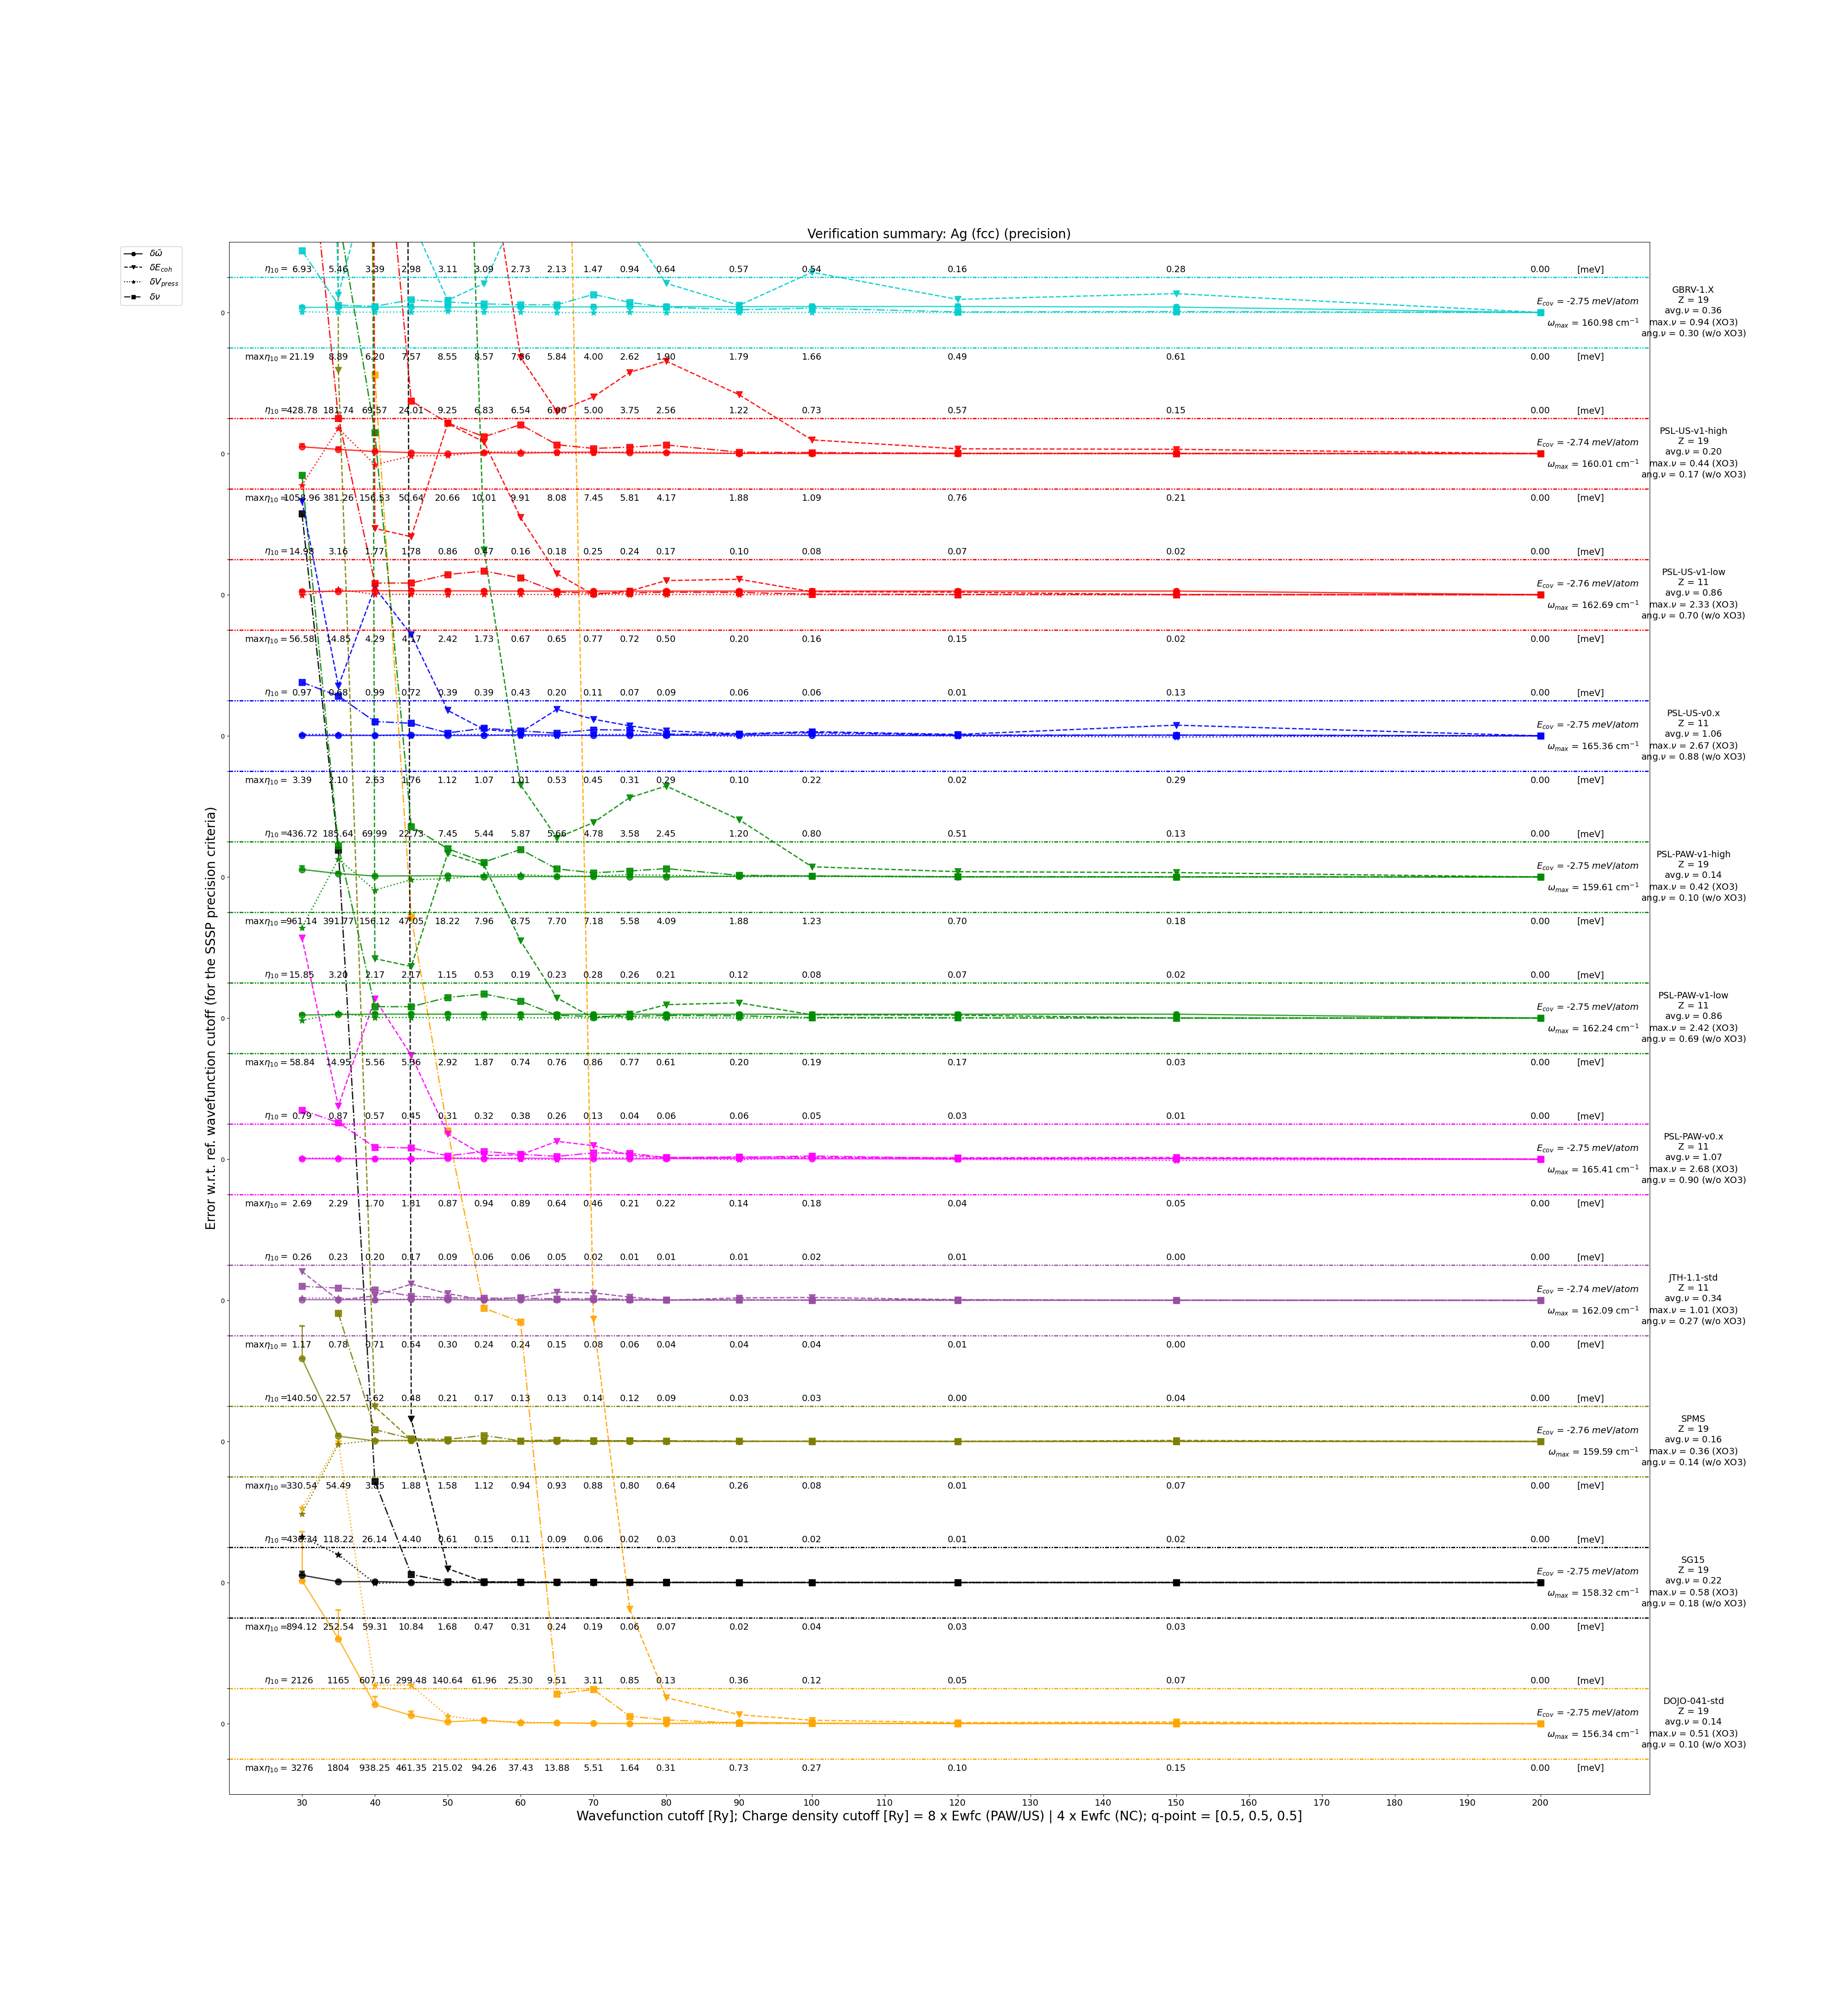 Verification summary: Ag (fcc) (precision)
δω̄
δE_coh
δV_press
δν
Error w.r.t. ref. wavefunction cutoff (for the SSSP precision criteria)
η₁₀ = 6.93 5.46 3.39 2.98 3.11 3.09 2.73 2.13 1.47 0.94 0.64 0.57 0.54 0.16 0.28 0.00 [meV]
GBRV-1.X
Z = 19
avg.ν = 0.36
max.ν = 0.94 (XO3)
ang.ν = 0.30 (w/o XO3)
0
E_cov = -2.75 meV/atom
ω_max = 160.98 cm⁻¹
maxη₁₀ = 21.19 8.89 6.20 7.57 8.55 8.57 7.96 5.84 4.00 2.62 1.90 1.79 1.66 0.49 0.61 0.00 [meV]
η₁₀ = 428.78 181.74 69.57 24.01 9.25 6.83 6.54 6.00 5.00 3.75 2.56 1.22 0.73 0.57 0.15 0.00 [meV]
PSL-US-v1-high
Z = 19
avg.ν = 0.20
max.ν = 0.44 (XO3)
ang.ν = 0.17 (w/o XO3)
0
E_cov = -2.74 meV/atom
ω_max = 160.01 cm⁻¹
maxη₁₀ = 381.26 156.53 50.64 20.66 10.01 9.91 8.08 7.45 5.81 4.17 1.88 1.09 0.76 0.21 0.00 [meV]
η₁₀ = 14.98 3.16 1.77 1.78 0.86 0.47 0.16 0.18 0.25 0.24 0.17 0.10 0.08 0.07 0.02 0.00 [meV]
PSL-US-v1-low
Z = 11
avg.ν = 0.86
max.ν = 2.33 (XO3)
ang.ν = 0.70 (w/o XO3)
0
E_cov = -2.76 meV/atom
ω_max = 162.69 cm⁻¹
maxη₁₀ = 56.58 14.85 4.29 4.17 2.42 1.73 0.67 0.65 0.77 0.72 0.50 0.20 0.16 0.15 0.02 0.00 [meV]
η₁₀ = 0.97 0.68 0.99 0.72 0.39 0.39 0.43 0.20 0.11 0.07 0.09 0.06 0.06 0.01 0.13 0.00 [meV]
PSL-US-v0.x
Z = 11
avg.ν = 1.06
max.ν = 2.67 (XO3)
ang.ν = 0.88 (w/o XO3)
0
E_cov = -2.75 meV/atom
ω_max = 165.36 cm⁻¹
maxη₁₀ = 3.39 2.10 2.63 1.76 1.12 1.07 1.01 0.53 0.45 0.31 0.29 0.10 0.22 0.02 0.29 0.00 [meV]
η₁₀ = 436.72 185.64 69.99 22.73 7.45 5.44 5.87 5.66 4.78 3.58 2.45 1.20 0.80 0.51 0.13 0.00 [meV]
PSL-PAW-v1-high
Z = 19
avg.ν = 0.14
max.ν = 0.42 (XO3)
ang.ν = 0.10 (w/o XO3)
0
E_cov = -2.75 meV/atom
ω_max = 159.61 cm⁻¹
maxη₁₀ = 961.14 391.77 156.12 47.05 18.22 7.96 8.75 7.70 7.18 5.58 4.09 1.88 1.23 0.70 0.18 0.00 [meV]
η₁₀ = 15.85 3.20 2.17 2.17 1.15 0.53 0.19 0.23 0.28 0.26 0.21 0.12 0.08 0.07 0.02 0.00 [meV]
PSL-PAW-v1-low
Z = 11
avg.ν = 0.86
max.ν = 2.42 (XO3)
ang.ν = 0.69 (w/o XO3)
0
E_cov = -2.75 meV/atom
ω_max = 162.24 cm⁻¹
maxη₁₀ = 58.84 14.95 5.56 5.36 2.92 1.87 0.74 0.76 0.86 0.77 0.61 0.20 0.19 0.17 0.03 0.00 [meV]
η₁₀ = 0.79 0.87 0.57 0.45 0.31 0.32 0.38 0.26 0.13 0.04 0.06 0.06 0.05 0.03 0.01 0.00 [meV]
PSL-PAW-v0.x
Z = 11
avg.ν = 1.07
max.ν = 2.68 (XO3)
ang.ν = 0.90 (w/o XO3)
0
E_cov = -2.75 meV/atom
ω_max = 165.41 cm⁻¹
maxη₁₀ = 2.69 2.29 1.70 1.31 0.87 0.94 0.89 0.64 0.46 0.21 0.22 0.14 0.18 0.04 0.05 0.00 [meV]
η₁₀ = 0.26 0.23 0.20 0.17 0.09 0.06 0.06 0.05 0.02 0.01 0.01 0.01 0.02 0.01 0.00 0.00 [meV]
JTH-1.1-std
Z = 11
avg.ν = 0.34
max.ν = 1.01 (XO3)
ang.ν = 0.27 (w/o XO3)
0
E_cov = -2.74 meV/atom
ω_max = 162.09 cm⁻¹
maxη₁₀ = 1.17 0.78 0.71 0.54 0.30 0.24 0.24 0.15 0.08 0.06 0.04 0.04 0.04 0.01 0.00 0.00 [meV]
η₁₀ = 140.50 22.57 1.62 0.48 0.21 0.17 0.13 0.13 0.14 0.12 0.09 0.03 0.03 0.00 0.04 0.00 [meV]
SPMS
Z = 19
avg.ν = 0.16
max.ν = 0.36 (XO3)
ang.ν = 0.14 (w/o XO3)
0
E_cov = -2.76 meV/atom
ω_max = 159.59 cm⁻¹
maxη₁₀ = 330.54 54.49 1.88 1.58 1.12 0.94 0.93 0.88 0.80 0.64 0.26 0.08 0.01 0.07 0.00 [meV]
η₁₀ = 118.22 26.14 4.40 0.61 0.15 0.11 0.09 0.06 0.02 0.03 0.01 0.02 0.01 0.02 0.00 [meV]
SG15
Z = 19
avg.ν = 0.22
max.ν = 0.58 (XO3)
ang.ν = 0.18 (w/o XO3)
0
E_cov = -2.75 meV/atom
ω_max = 158.32 cm⁻¹
maxη₁₀ = 894.12 252.54 59.31 10.84 1.68 0.47 0.31 0.24 0.19 0.06 0.07 0.02 0.04 0.03 0.03 0.00 [meV]
η₁₀ = 2126 1165 607.16 299.48 140.64 61.96 25.30 9.51 3.11 0.85 0.13 0.36 0.12 0.05 0.07 0.00 [meV]
DOJO-041-std
Z = 19
avg.ν = 0.14
max.ν = 0.51 (XO3)
ang.ν = 0.10 (w/o XO3)
0
E_cov = -2.75 meV/atom
ω_max = 156.34 cm⁻¹
maxη₁₀ = 3276 1804 938.25 461.35 215.02 94.26 37.43 13.88 5.51 1.64 0.31 0.73 0.27 0.10 0.15 0.00 [meV]
30 40 50 60 70 80 90 100 110 120 130 140 150 160 170 180 190 200
Wavefunction cutoff [Ry]; Charge density cutoff [Ry] = 8 x Ewfc (PAW/US) | 4 x Ewfc (NC); q-point = [0.5, 0.5, 0.5]